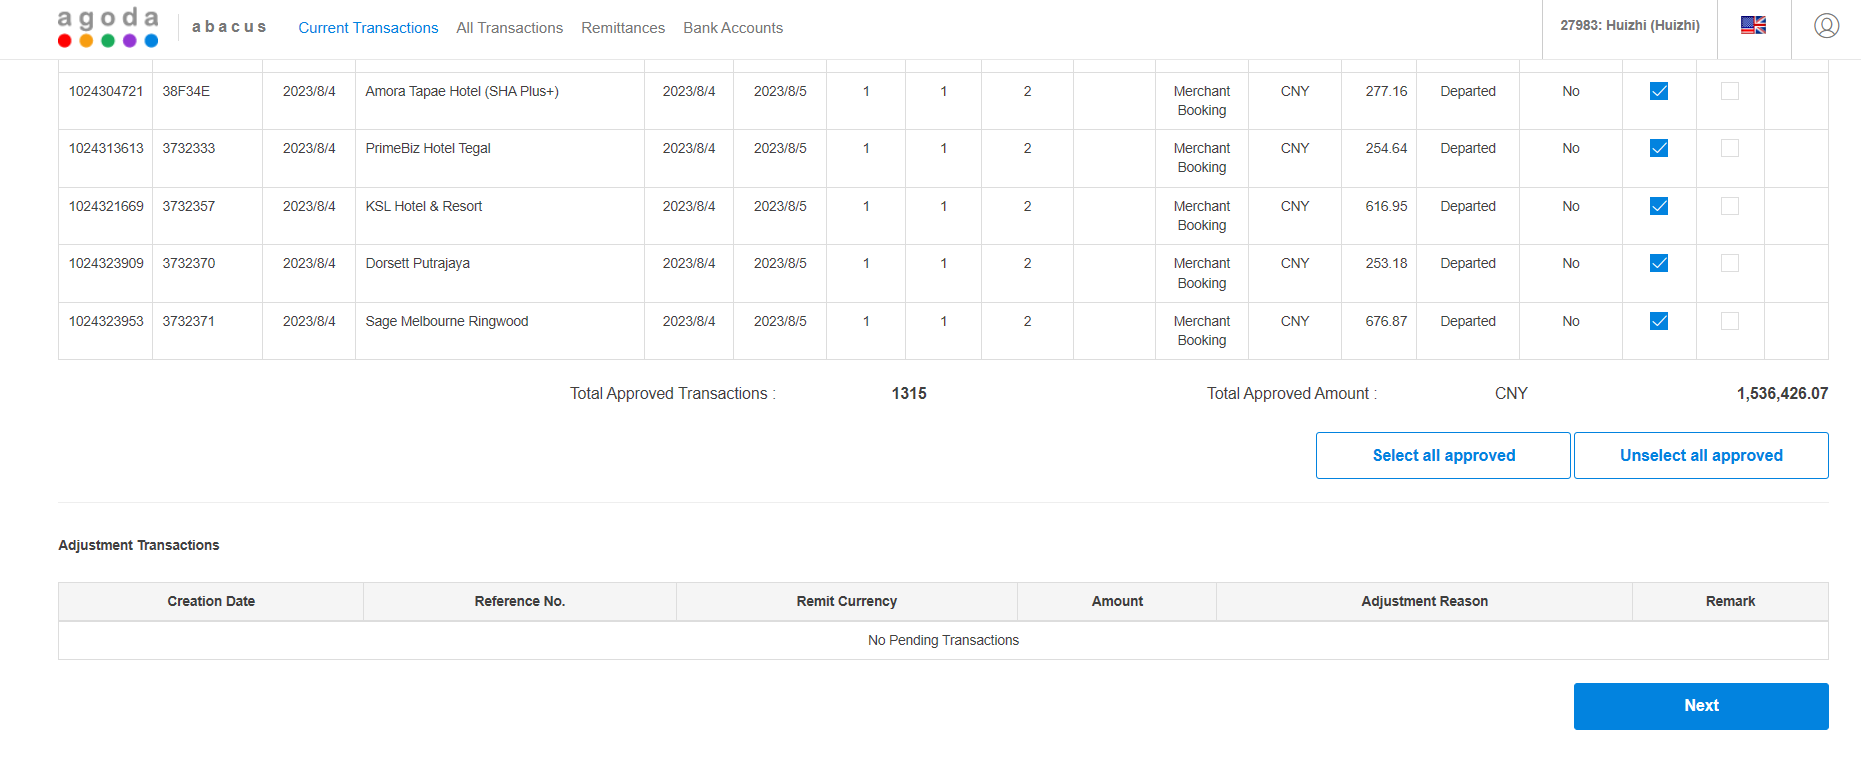 agoda
abacus
Current Transactions
All Transactions
Remittances
Bank Accounts
27983: Huizhi (Huizhi)
1024304721 38F34E 2023/8/4 Amora Tapae Hotel (SHA Plus+) 2023/8/4 2023/8/5 1 1 2 Merchant Booking CNY 277.16 Departed No
1024313613 3732333 2023/8/4 PrimeBiz Hotel Tegal 2023/8/4 2023/8/5 1 1 2 Merchant Booking CNY 254.64 Departed No
1024321669 3732357 2023/8/4 KSL Hotel & Resort 2023/8/4 2023/8/5 1 1 2 Merchant Booking CNY 616.95 Departed No
1024323909 3732370 2023/8/4 Dorsett Putrajaya 2023/8/4 2023/8/5 1 1 2 Merchant Booking CNY 253.18 Departed No
1024323953 3732371 2023/8/4 Sage Melbourne Ringwood 2023/8/4 2023/8/5 1 1 2 Merchant Booking CNY 676.87 Departed No
Total Approved Transactions : 1315 Total Approved Amount : CNY 1,536,426.07
Select all approved
Unselect all approved
Adjustment Transactions
Creation Date Reference No. Remit Currency Amount Adjustment Reason Remark
No Pending Transactions
Next